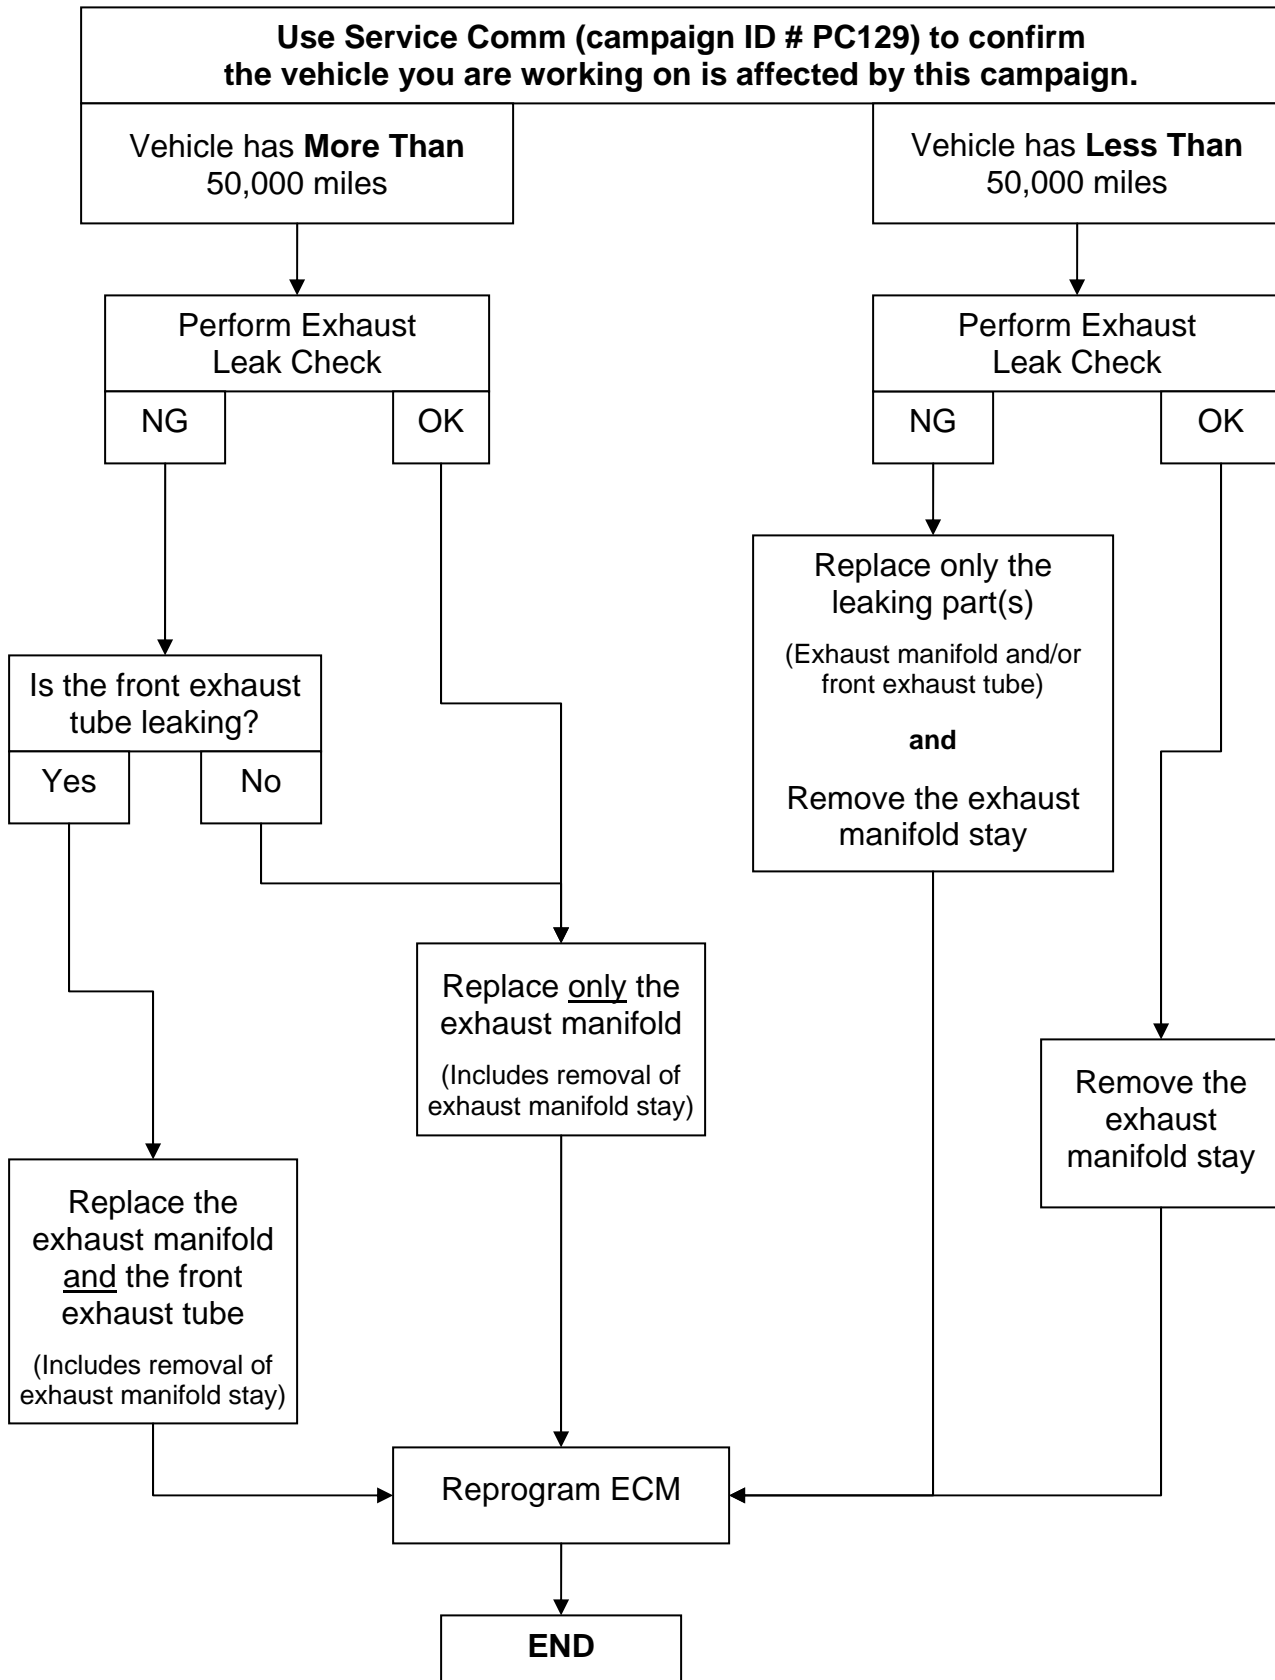 Use Service Comm (campaign ID # PC129) to confirm
the vehicle you are working on is affected by this campaign.
Vehicle has More Than
50,000 miles
Vehicle has Less Than
50,000 miles
Perform Exhaust
Leak Check
NG
OK
Perform Exhaust
Leak Check
NG
OK
Is the front exhaust
tube leaking?
Yes
No
Replace only the
leaking part(s)
(Exhaust manifold and/or
front exhaust tube)
and
Remove the exhaust
manifold stay
Replace only the
exhaust manifold
(Includes removal of
exhaust manifold stay)
Remove the
exhaust
manifold stay
Replace the
exhaust manifold
and the front
exhaust tube
(Includes removal of
exhaust manifold stay)
Reprogram ECM
END